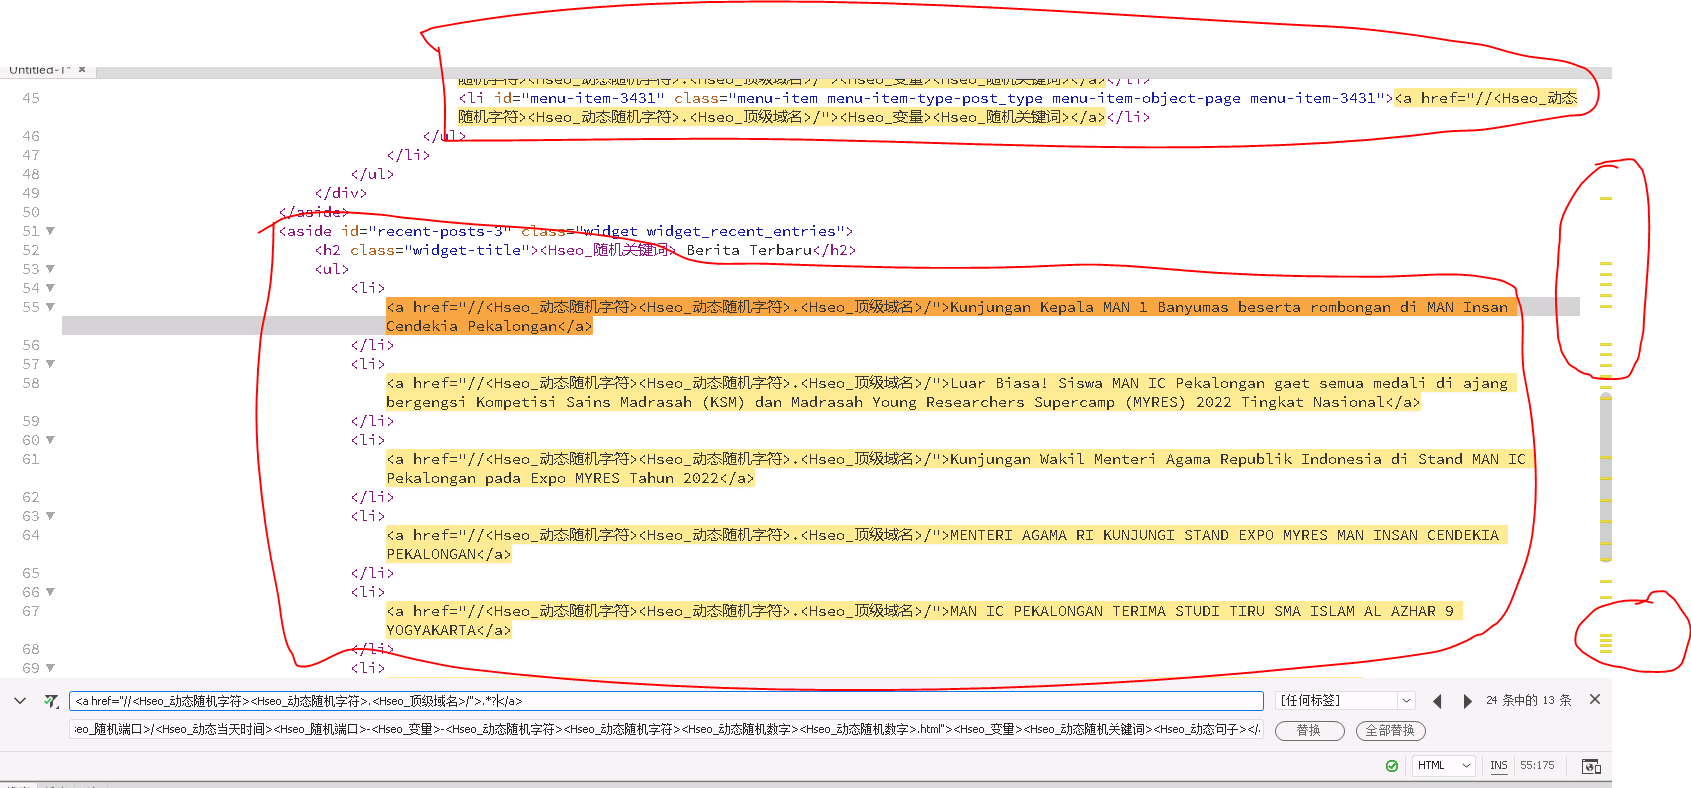 Untitled-1* ×
随机字符><Hseo_动态随机字符>.<Hseo_顶级域名>/"><Hseo_变量><Hseo_随机关键词></a></li>
45 <li id="menu-item-3431" class="menu-item menu-item-type-post_type menu-item-object-page menu-item-3431"><a href="//<Hseo_动态
随机字符><Hseo_动态随机字符>.<Hseo_顶级域名>/"><Hseo_变量><Hseo_随机关键词></a></li>
46 </ul>
47 </li>
48 </ul>
49 </div>
50 </aside>
51 <aside id="recent-posts-3" class="widget widget_recent_entries">
52 <h2 class="widget-title"><Hseo_随机关键词> Berita Terbaru</h2>
53 <ul>
54 <li>
55 <a href="//<Hseo_动态随机字符><Hseo_动态随机字符>.<Hseo_顶级域名>/">Kunjungan Kepala MAN 1 Banyumas beserta rombongan di MAN Insan
Cendekia Pekalongan</a>
56 </li>
57 <li>
58 <a href="//<Hseo_动态随机字符><Hseo_动态随机字符>.<Hseo_顶级域名>/">Luar Biasa! Siswa MAN IC Pekalongan gaet semua medali di ajang
bergengsi Kompetisi Sains Madrasah (KSM) dan Madrasah Young Researchers Supercamp (MYRES) 2022 Tingkat Nasional</a>
59 </li>
60 <li>
61 <a href="//<Hseo_动态随机字符><Hseo_动态随机字符>.<Hseo_顶级域名>/">Kunjungan Wakil Menteri Agama Republik Indonesia di Stand MAN IC
Pekalongan pada Expo MYRES Tahun 2022</a>
62 </li>
63 <li>
64 <a href="//<Hseo_动态随机字符><Hseo_动态随机字符>.<Hseo_顶级域名>/">MENTERI AGAMA RI KUNJUNGI STAND EXPO MYRES MAN INSAN CENDEKIA
PEKALONGAN</a>
65 </li>
66 <li>
67 <a href="//<Hseo_动态随机字符><Hseo_动态随机字符>.<Hseo_顶级域名>/">MAN IC PEKALONGAN TERIMA STUDI TIRU SMA ISLAM AL AZHAR 9
YOGYAKARTA</a>
68 </li>
69 <li>
<a href="//<Hseo_动态随机字符><Hseo_动态随机字符>.<Hseo_顶级域名>/">.*?</a> [任何标签] 24 条中的 13 条
eo_随机端口>/<Hseo_动态当天时间><Hseo_随机端口>-<Hseo_变量>-<Hseo_动态随机字符><Hseo_动态随机字符><Hseo_动态随机数字><Hseo_动态随机数字>.html"><Hseo_变量><Hseo_动态随机关键词><Hseo_动态句子></ 替换 全部替换
HTML INS 55:175